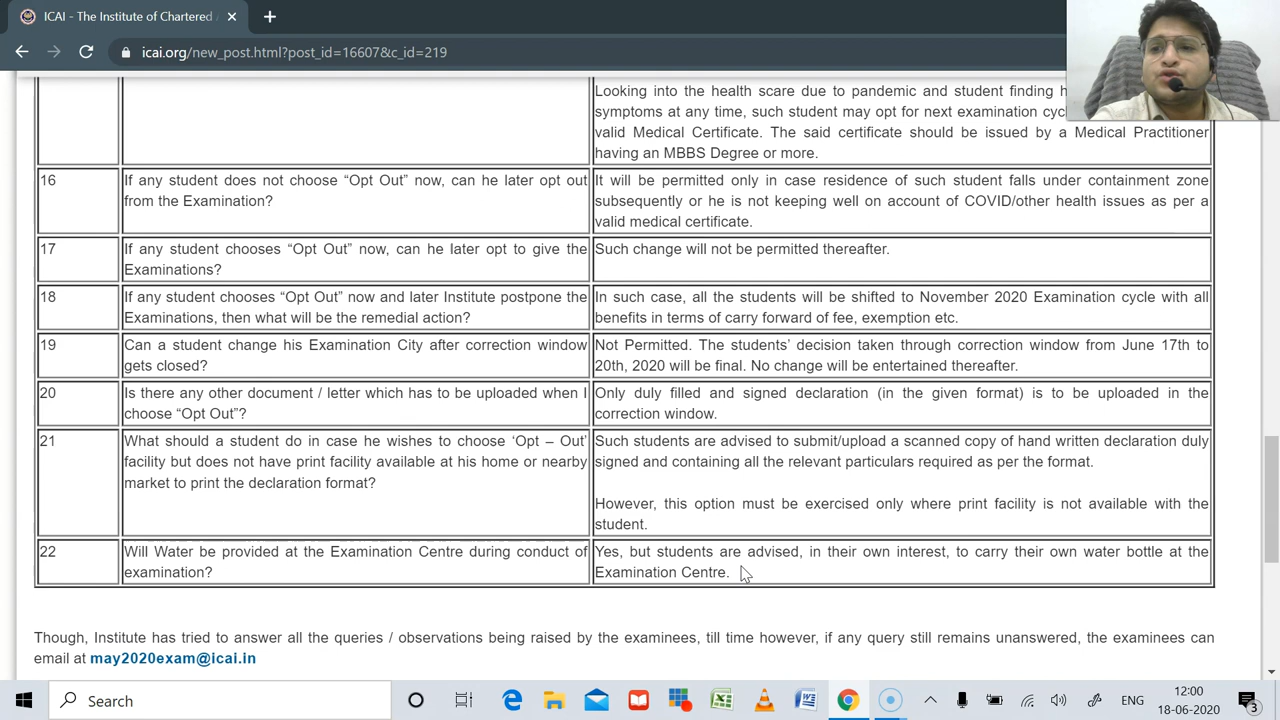 ICAI - The Institute of Chartered
icai.org/new_post.html?post_id=16607&c_id=219
Looking into the health scare due to pandemic and student finding
symptoms at any time, such student may opt for next examination
valid Medical Certificate. The said certificate should be issued by a Medical Practitioner
having an MBBS Degree or more.
16
If any student does not choose “Opt Out” now, can he later opt out
from the Examination?
It will be permitted only in case residence of such student falls under containment zone
subsequently or he is not keeping well on account of COVID/other health issues as per a
valid medical certificate.
17
If any student chooses “Opt Out” now, can he later opt to give the
Examinations?
Such change will not be permitted thereafter.
18
If any student chooses “Opt Out” now and later Institute postpone the
Examinations, then what will be the remedial action?
In such case, all the students will be shifted to November 2020 Examination cycle with all
benefits in terms of carry forward of fee, exemption etc.
19
Can a student change his Examination City after correction window
gets closed?
Not Permitted. The students’ decision taken through correction window from June 17th to
20th, 2020 will be final. No change will be entertained thereafter.
20
Is there any other document / letter which has to be uploaded when I
choose “Opt Out”?
Only duly filled and signed declaration (in the given format) is to be uploaded in the
correction window.
21
What should a student do in case he wishes to choose ‘Opt – Out’
facility but does not have print facility available at his home or nearby
market to print the declaration format?
Such students are advised to submit/upload a scanned copy of hand written declaration duly
signed and containing all the relevant particulars required as per the format.
However, this option must be exercised only where print facility is not available with the
student.
22
Will Water be provided at the Examination Centre during conduct of
examination?
Yes, but students are advised, in their own interest, to carry their own water bottle at the
Examination Centre.
Though, Institute has tried to answer all the queries / observations being raised by the examinees, till time however, if any query still remains unanswered, the examinees can
email at may2020exam@icai.in
Search
ENG
12:00
18-06-2020
3